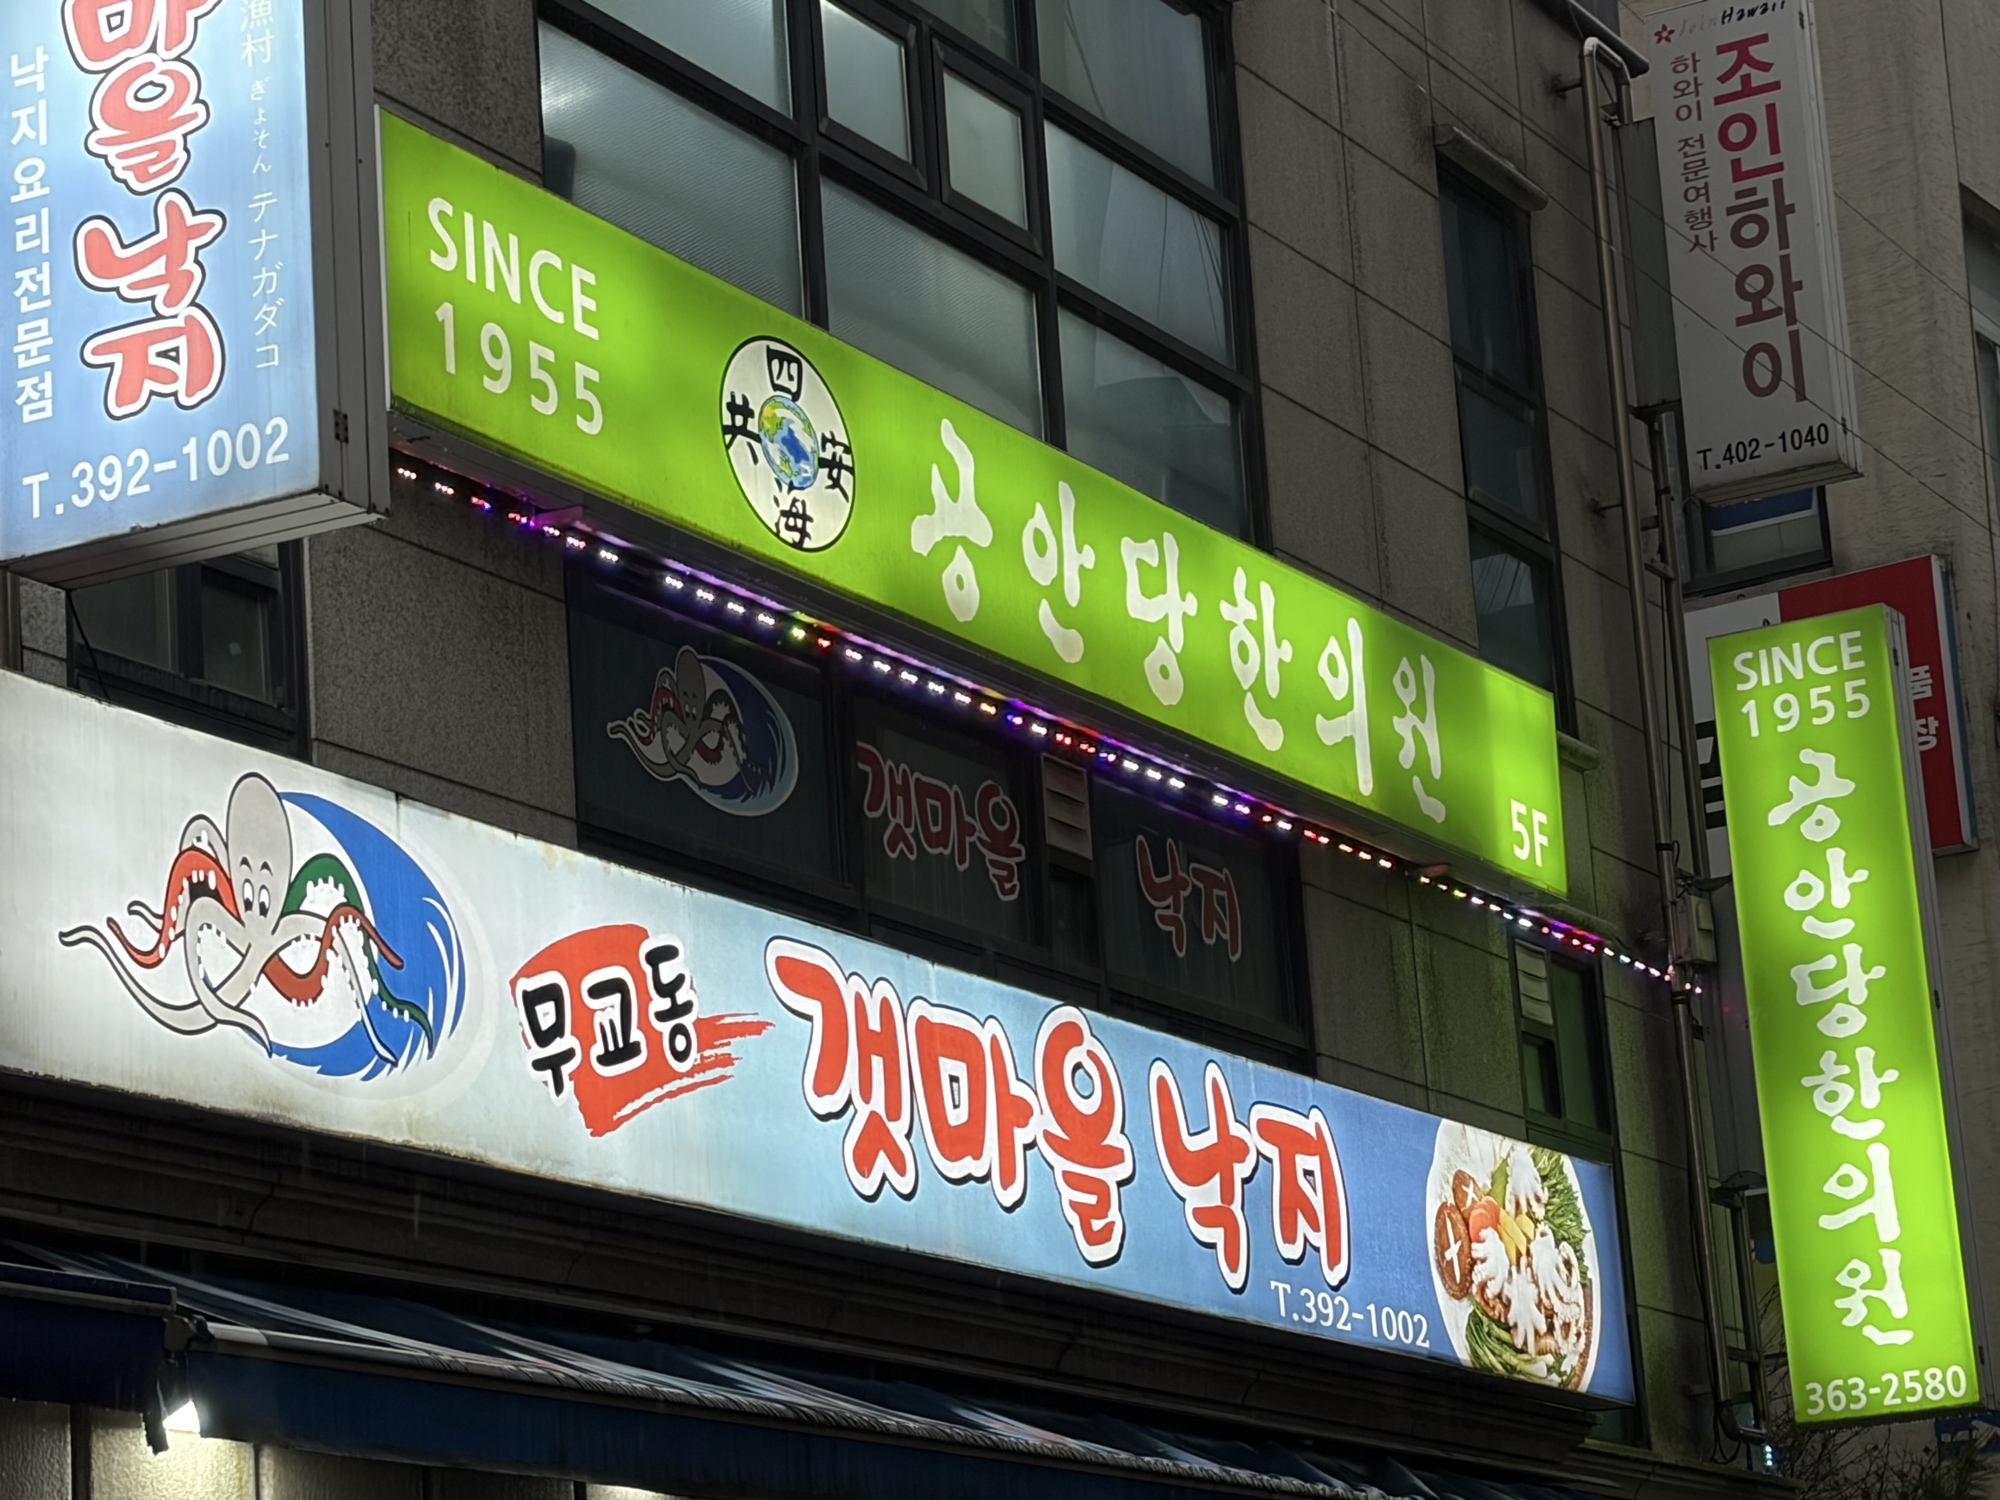 마을
낙지
낙지요리전문점
漁村 ぎょそん テナガダコ
T.392-1002
SINCE
1955
四
共 安
海
공안당한의원
5F
갯마을
낙지
무교동
갯마을 낙지
T.392-1002
Join Hawaii
조인하와이
하와이 전문여행사
T.402-1040
SINCE
1955
공안당한의원
363-2580
품
장